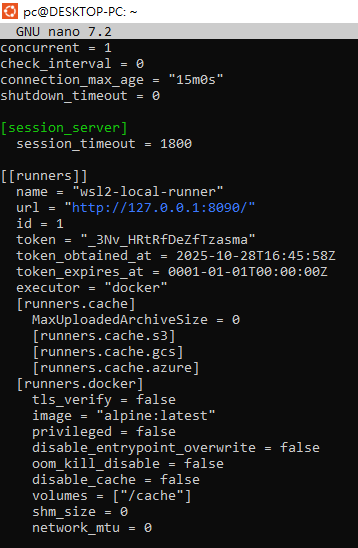 pc@DESKTOP-PC: ~
GNU nano 7.2
concurrent = 1
check_interval = 0
connection_max_age = "15m0s"
shutdown_timeout = 0
[session_server]
session_timeout = 1800
[[runners]]
name = "wsl2-local-runner"
url = "http://127.0.0.1:8090/"
id = 1
token = "_3Nv_HRtRfDeZfTzasma"
token_obtained_at = 2025-10-28T16:45:58Z
token_expires_at = 0001-01-01T00:00:00Z
executor = "docker"
[runners.cache]
MaxUploadedArchiveSize = 0
[runners.cache.s3]
[runners.cache.gcs]
[runners.cache.azure]
[runners.docker]
tls_verify = false
image = "alpine:latest"
privileged = false
disable_entrypoint_overwrite = false
oom_kill_disable = false
disable_cache = false
volumes = ["/cache"]
shm_size = 0
network_mtu = 0